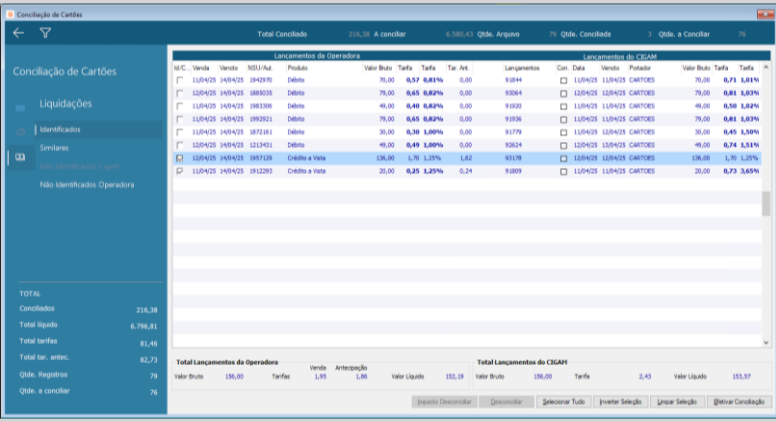 Conciliação de Cartões
Total Conciliado 216,38 A conciliar 6.580,43 Qtde. Arquivo 79 Qtde. Conciliada 3 Qtde. a Conciliar 76
Conciliação de Cartões
Liquidações
Identificados
Similares
Não Identificados Cigam
Não Identificados Operadora
TOTAL
Conciliados 216,38
Total líquido 6.796,81
Total tarifas 81,46
Total tar. antec. 82,73
Qtde. Registros 79
Qtde. a conciliar 76
Lançamentos da Operadora Lançamentos do CIGAM
Id/C... Venda Vencto NSU/Aut. Produto Valor Bruto Tarifa Tarifa Tar. Ant. Lançamentos Con. Data Vencto Portador Valor Bruto Tarifa Tarifa
11/04/25 14/04/25 1942970 Débito 70,00 0,57 0,81% 0,00 91844 11/04/25 11/04/25 CARTOES 70,00 0,71 1,01%
12/04/25 14/04/25 1888035 Débito 79,00 0,65 0,82% 0,00 93064 12/04/25 12/04/25 CARTOES 79,00 0,81 1,03%
11/04/25 14/04/25 1983306 Débito 49,00 0,40 0,82% 0,00 91920 11/04/25 11/04/25 CARTOES 49,00 0,50 1,02%
11/04/25 14/04/25 1992921 Débito 79,00 0,65 0,82% 0,00 91936 11/04/25 11/04/25 CARTOES 79,00 0,81 1,03%
11/04/25 14/04/25 1872161 Débito 30,00 0,30 1,00% 0,00 91779 11/04/25 11/04/25 CARTOES 30,00 0,45 1,50%
12/04/25 14/04/25 1213431 Débito 49,00 0,49 1,00% 0,00 92624 12/04/25 12/04/25 CARTOES 49,00 0,74 1,51%
12/04/25 14/04/25 1957129 Crédito a Vista 136,00 1,70 1,25% 1,62 93178 12/04/25 12/04/25 CARTOES 136,00 1,70 1,25%
11/04/25 14/04/25 1912293 Crédito a Vista 20,00 0,25 1,25% 0,24 91809 11/04/25 11/04/25 CARTOES 20,00 0,73 3,65%
Total Lançamentos da Operadora
Venda Antecipação
Valor Bruto 156,00 Tarifas 1,95 1,86 Valor Líquido 152,19
Total Lançamentos do CIGAM
Valor Bruto 156,00 Tarifa 2,43 Valor Líquido 153,57
Impacto Desconciliar Desconciliar Selecionar Tudo Inverter Seleção Limpar Seleção Efetivar Conciliação